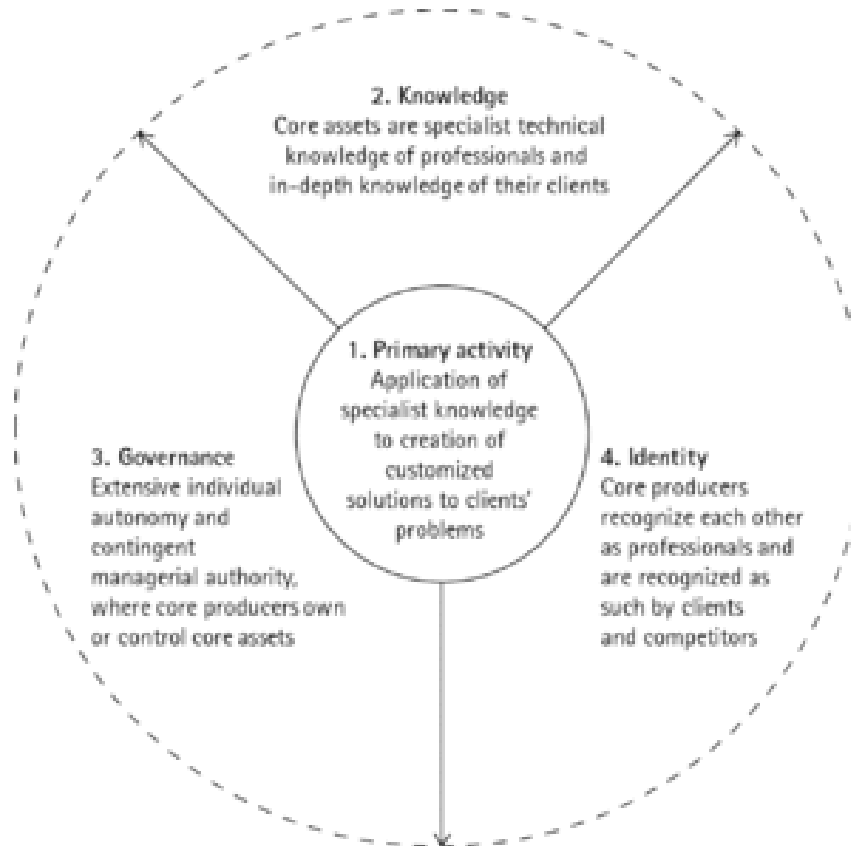 2. Knowledge
Core assets are specialist technical
knowledge of professionals and
in-depth knowledge of their clients
1. Primary activity
Application of
specialist knowledge
to creation of
customized
solutions to clients'
problems
3. Governance
Extensive individual
autonomy and
contingent
managerial authority,
where core producers own
or control core assets
4. Identity
Core producers
recognize each other
as professionals and
are recognized as
such by clients
and competitors